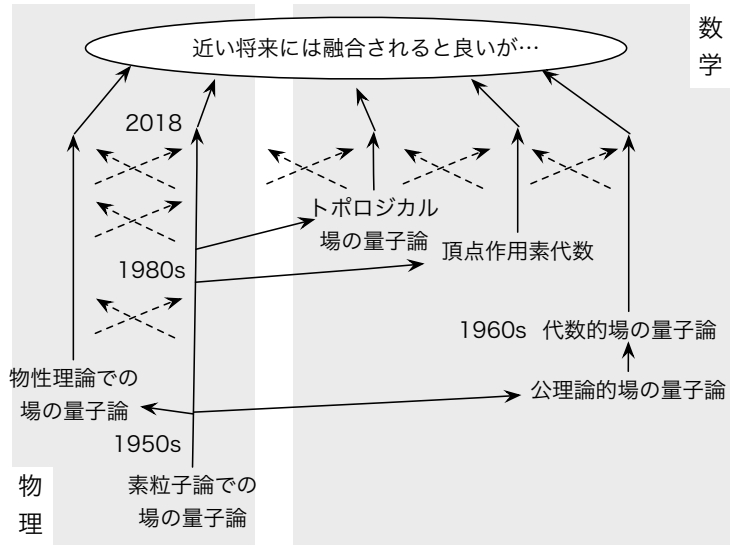 近い将来には融合されると良いが…
数
学
2018
トポロジカル
場の量子論
頂点作用素代数
1980s
1960s 代数的場の量子論
物性理論での
場の量子論
公理論的場の量子論
1950s
素粒子論での
場の量子論
物
理